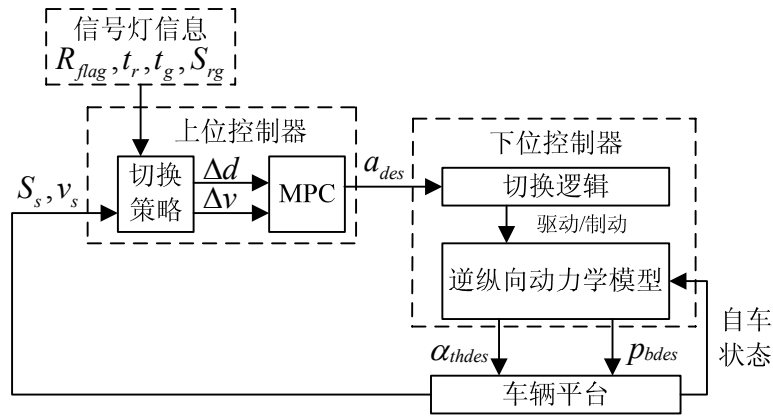 信号灯信息
R_flag, t_r, t_g, S_rg
上位控制器
切换
策略
Δd
Δv
MPC
S_s, v_s
a_des
下位控制器
切换逻辑
驱动/制动
逆纵向动力学模型
α_thdes
p_bdes
自车
状态
车辆平台